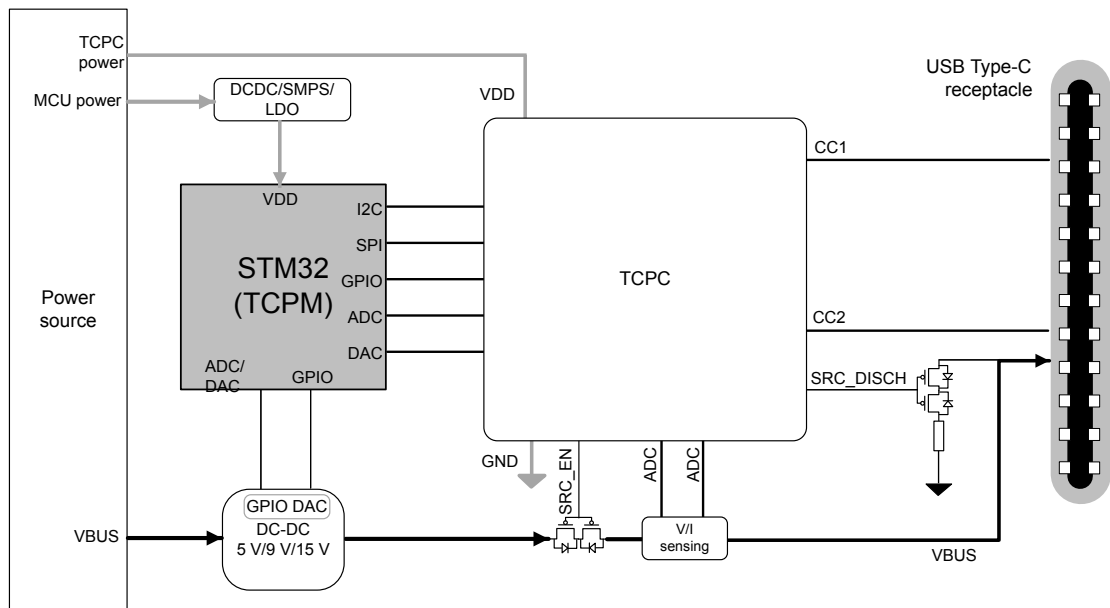 TCPC
power
MCU power
DCDC/SMPS/
LDO
VDD
USB Type-C
receptacle
VDD
CC1
I2C
SPI
STM32
(TCPM)
GPIO
ADC
DAC
TCPC
Power
source
CC2
ADC/
DAC
GPIO
SRC_DISCH
GND
SRC_EN
ADC
ADC
GPIO DAC
DC-DC
5 V/9 V/15 V
VBUS
V/I
sensing
VBUS